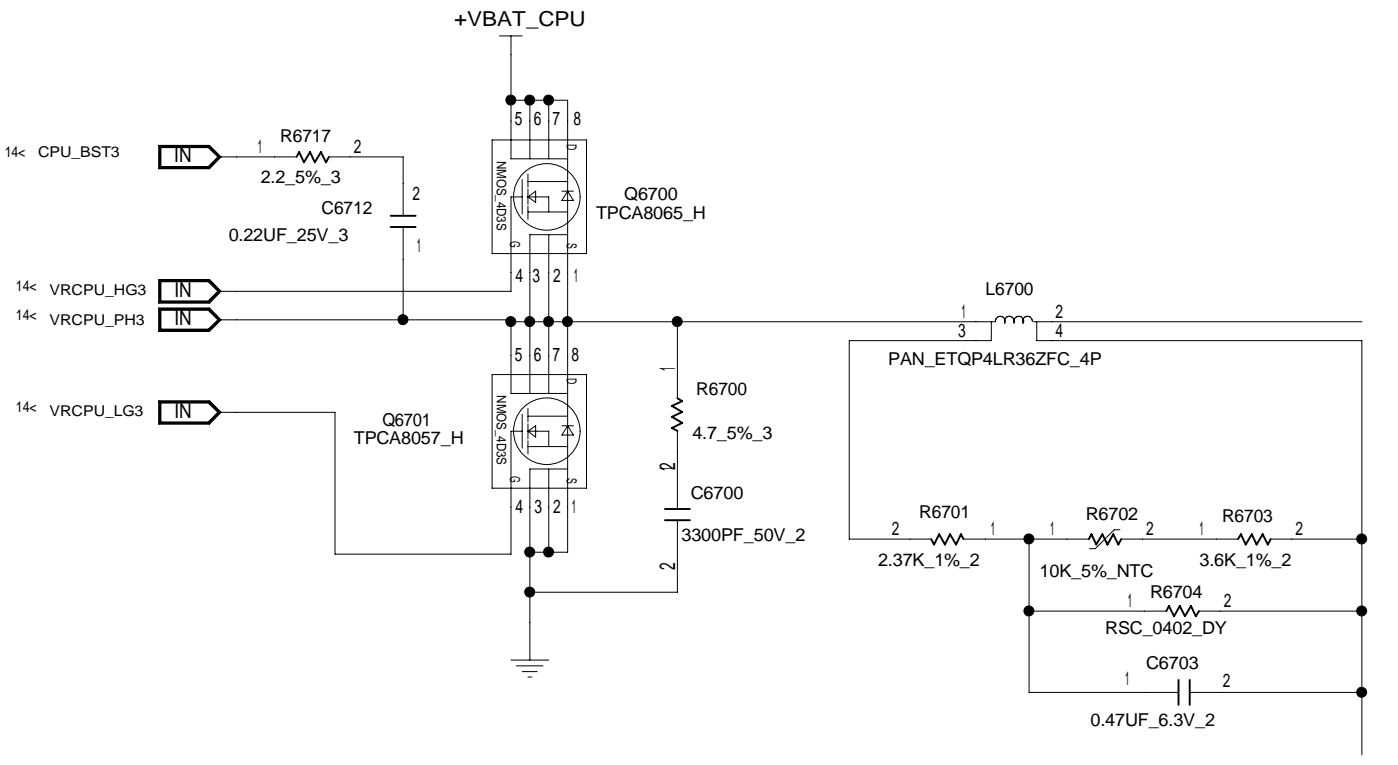 +VBAT_CPU
5 6 7 8
D
NMOS_4D3S
G
S
4 3 2 1
Q6700
TPCA8065_H
14< CPU_BST3
IN
1
R6717
2
2.2_5%_3
2
C6712
0.22UF_25V_3
1
14< VRCPU_HG3
IN
14< VRCPU_PH3
IN
14< VRCPU_LG3
IN
5 6 7 8
D
NMOS_4D3S
G
S
4 3 2 1
Q6701
TPCA8057_H
1
R6700
4.7_5%_3
2
C6700
3300PF_50V_2
2
L6700
1 2
3 4
PAN_ETQP4LR36ZFC_4P
2
R6701
1
2.37K_1%_2
1
R6702
2
10K_5%_NTC
1
R6703
2
3.6K_1%_2
1
R6704
2
RSC_0402_DY
C6703
1 2
0.47UF_6.3V_2